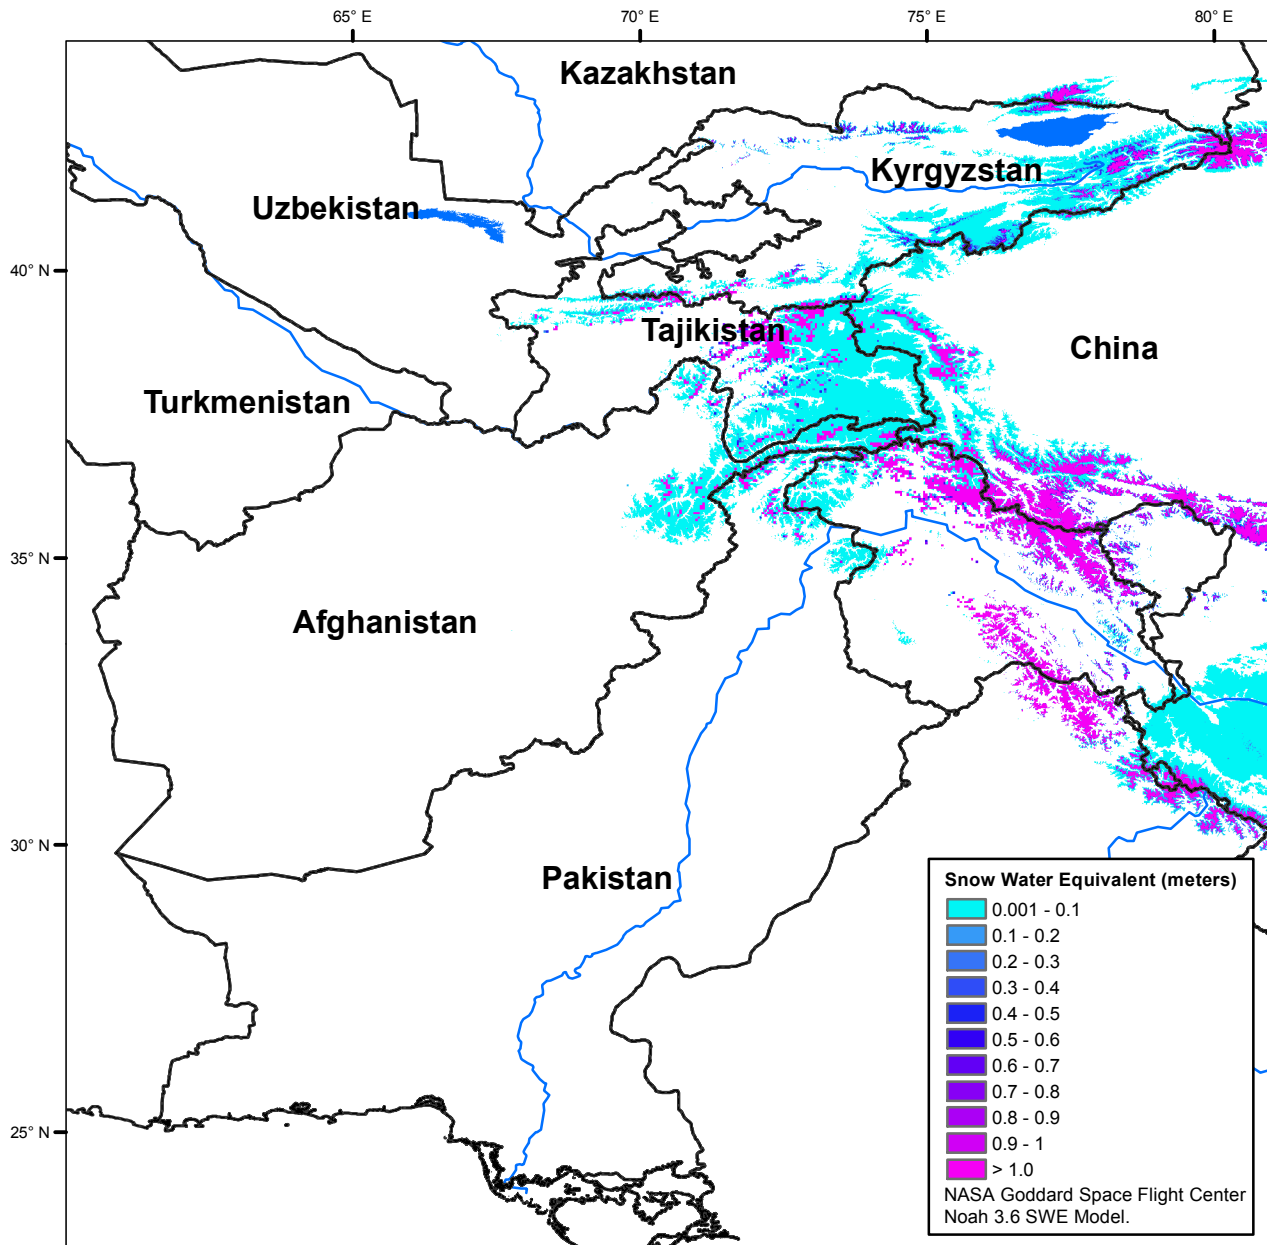 65° E
70° E
75° E
80° E
Kazakhstan
Kyrgyzstan
Uzbekistan
40° N
Tajikistan
China
Turkmenistan
35° N
Afghanistan
30° N
Pakistan
25° N
Snow Water Equivalent (meters)
0.001 - 0.1
0.1 - 0.2
0.2 - 0.3
0.3 - 0.4
0.4 - 0.5
0.5 - 0.6
0.6 - 0.7
0.7 - 0.8
0.8 - 0.9
0.9 - 1
> 1.0
NASA Goddard Space Flight Center
Noah 3.6 SWE Model.